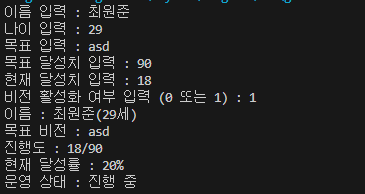 이름 입력 : 최원준
나이 입력 : 29
목표 입력 : asd
목표 달성치 입력 : 90
현재 달성치 입력 : 18
비전 활성화 여부 입력 (0 또는 1) : 1
이름 : 최원준(29세)
목표 비전 : asd
진행도 : 18/90
현재 달성률 : 20%
운영 상태 : 진행 중